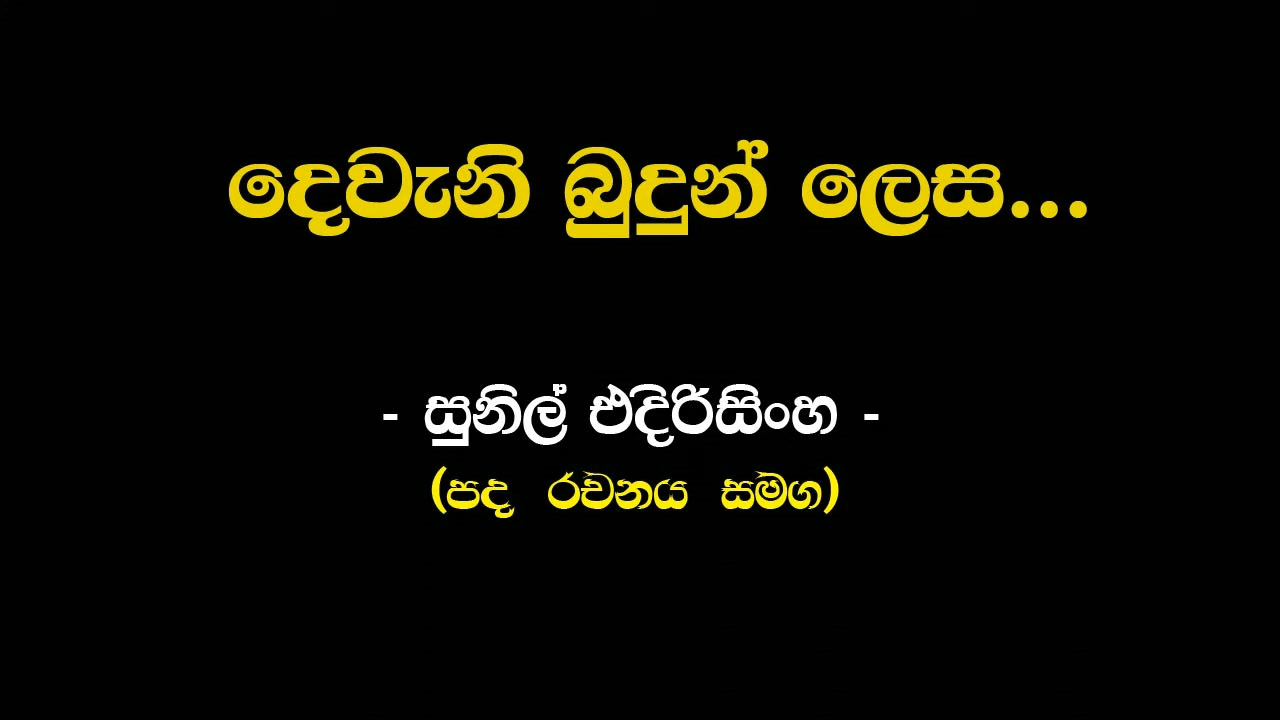 දෙවැනි බුදුන් ලෙස...
- සුනිල් එදිරිසිංහ -
(පද රචනය සමග)